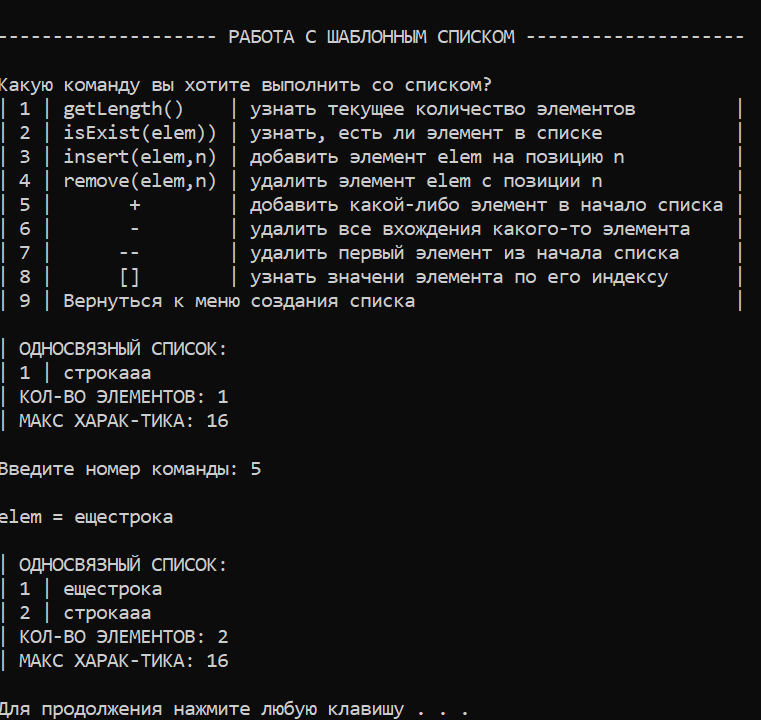 -------------------- РАБОТА С ШАБЛОННЫМ СПИСКОМ --------------------
Какую команду вы хотите выполнить со списком?
| 1 | getLength()    | узнать текущее количество элементов         |
| 2 | isExist(elem)) | узнать, есть ли элемент в списке            |
| 3 | insert(elem,n) | добавить элемент elem на позицию n          |
| 4 | remove(elem,n) | удалить элемент elem с позиции n            |
| 5 |       +        | добавить какой-либо элемент в начало списка |
| 6 |       -        | удалить все вхождения какого-то элемента    |
| 7 |      --        | удалить первый элемент из начала списка     |
| 8 |      []        | узнать значени элемента по его индексу      |
| 9 | Вернуться к меню создания списка                             |
| ОДНОСВЯЗНЫЙ СПИСОК:
| 1 | строкааа
| КОЛ-ВО ЭЛЕМЕНТОВ: 1
| МАКС ХАРАК-ТИКА: 16
Введите номер команды: 5
elem = ещестрока
| ОДНОСВЯЗНЫЙ СПИСОК:
| 1 | ещестрока
| 2 | строкааа
| КОЛ-ВО ЭЛЕМЕНТОВ: 2
| МАКС ХАРАК-ТИКА: 16
Для продолжения нажмите любую клавишу . . .